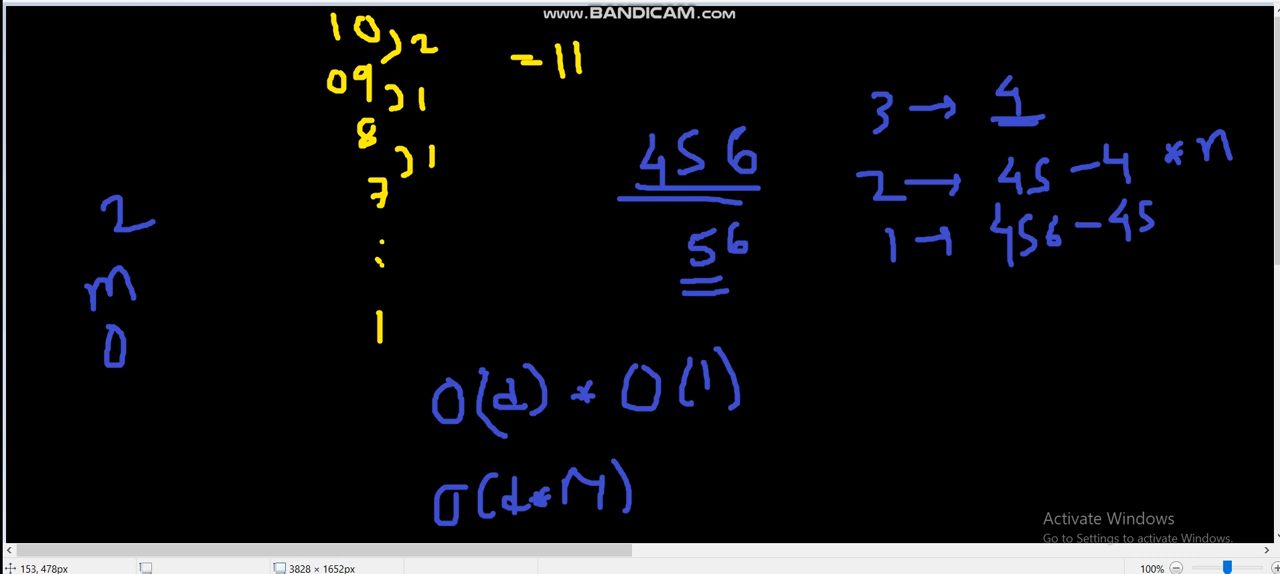 www.BANDICAM.com
10
2
09
1
8
1
7
:
1
=11
456
56
3 → 4
2 → 45 - 4 * n
1 → 456 - 45
2
m
0
O(d) * O(1)
O(d*M)
Activate Windows
Go to Settings to activate Windows.
153, 478px
3828 × 1652px
100%